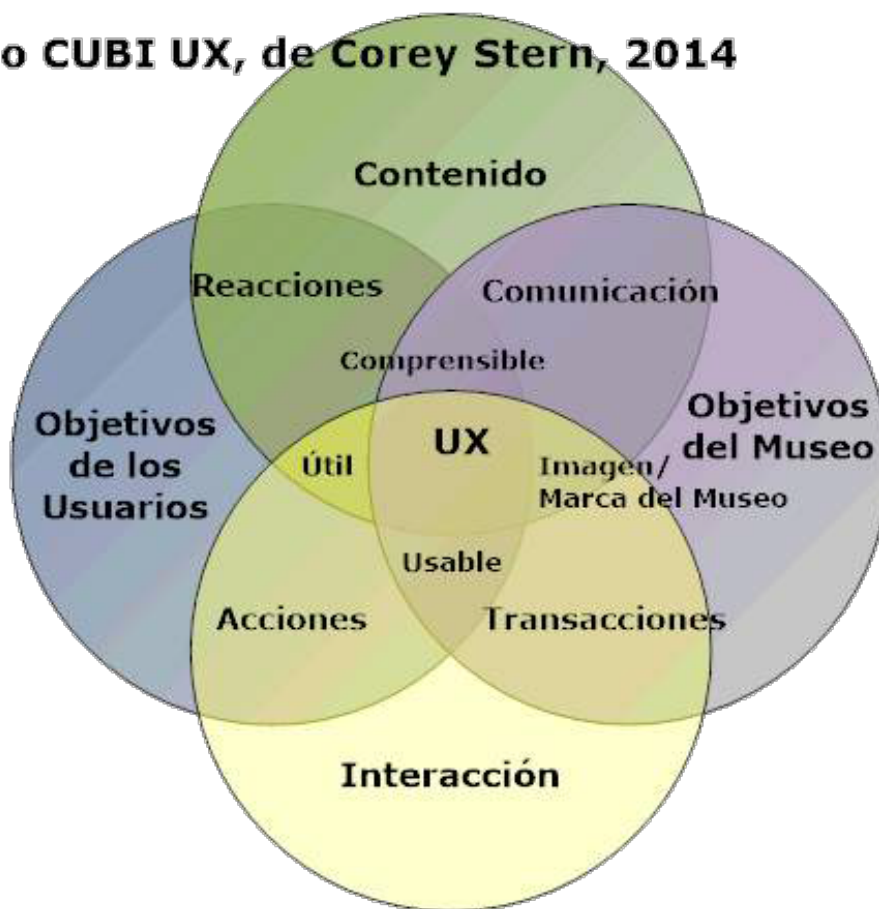 o CUBI UX, de Corey Stern, 2014
Contenido
Reacciones
Comunicación
Comprensible
Objetivos
de los
Usuarios
Útil
UX
Imagen/
Marca del Museo
Objetivos
del Museo
Usable
Acciones
Transacciones
Interacción